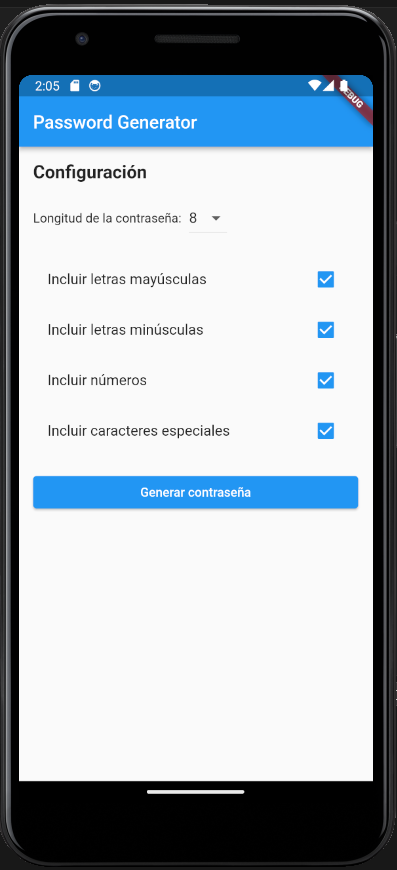 2:05
DEBUG
Password Generator
Configuración
Longitud de la contraseña: 8
Incluir letras mayúsculas
Incluir letras minúsculas
Incluir números
Incluir caracteres especiales
Generar contraseña